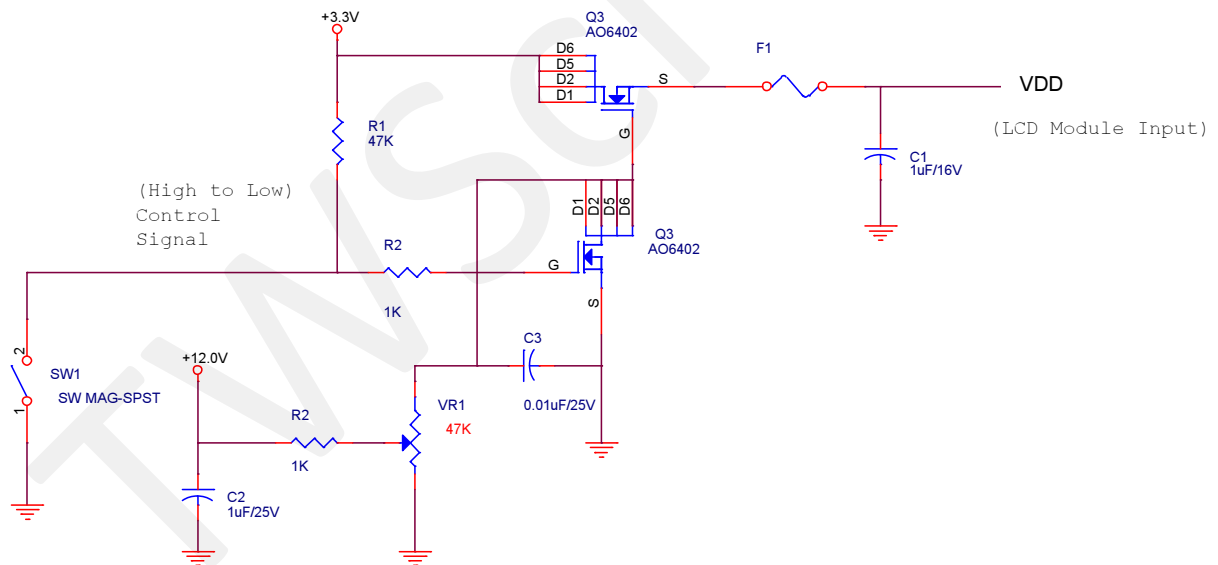 +3.3V
Q3
AO6402
D6
D5
D2
D1
S
G
F1
VDD
(LCD Module Input)
R1
47K
C1
1uF/16V
(High to Low)
Control
Signal
D1
D2
D5
D6
Q3
AO6402
R2
1K
G
S
2
1
SW1
SW MAG-SPST
+12.0V
C3
0.01uF/25V
R2
1K
VR1
47K
C2
1uF/25V